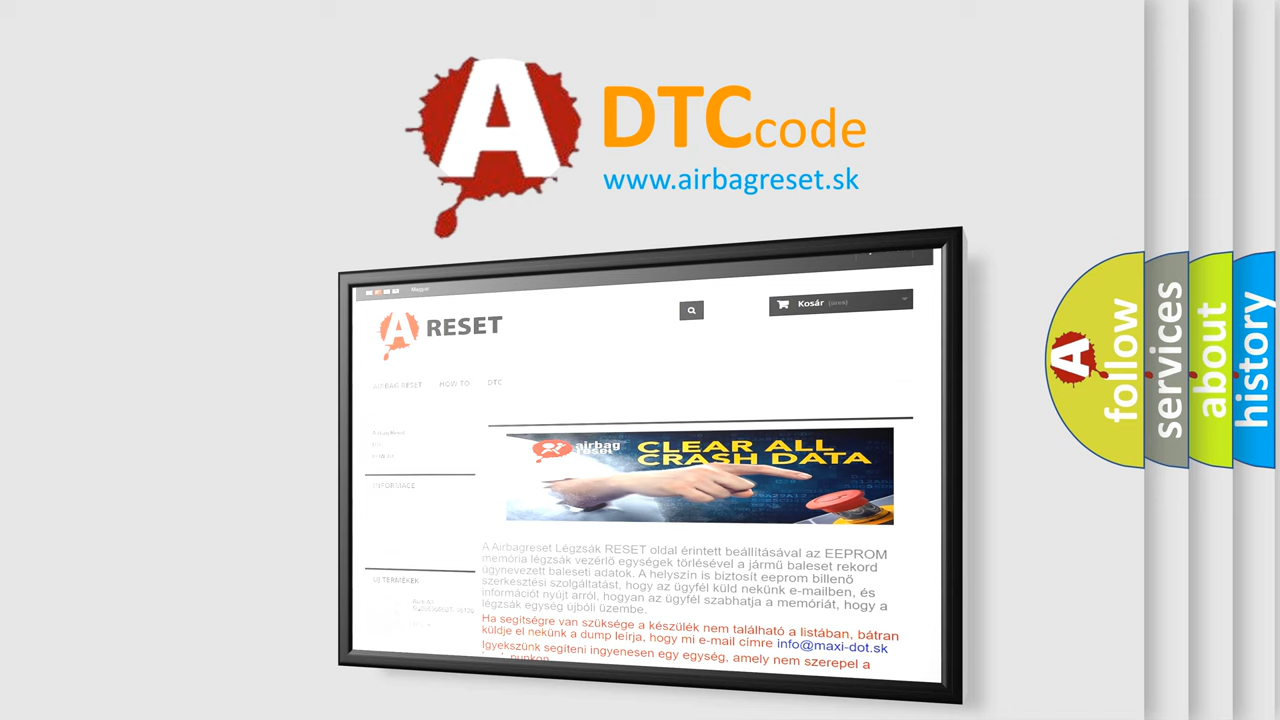 A
DTC code
www.airbagreset.sk
Magyar
A RESET
Kosár (üres)
AIRBAG RESET HOW TO DTC
INFORMACE
ÚJ TERMÉKEK
airbag
reset
CLEAR ALL
CRASH DATA
A Airbagreset Légzsák RESET oldal érintett beállításával az EEPROM
memória légzsák vezérlő egységek törlésével a jármű baleset rekord
úgynevezett baleseti adatok. A helyszín is biztosít eeprom billenő
szerkesztési szolgáltatást, hogy az ügyfél küld nekünk e-mailben, és
információt nyújt arról, hogyan az ügyfél szabhatja a memóriát, hogy a
légzsák egység újbóli üzembe.
Ha segítségre van szüksége a készülék nem található a listában, bátran
küldje el nekünk a dump leírja, hogy mi e-mail címre info@maxi-dot.sk
Igyekszünk segíteni ingyenesen egy egység, amely nem szerepel a
A
follow
services
about
history